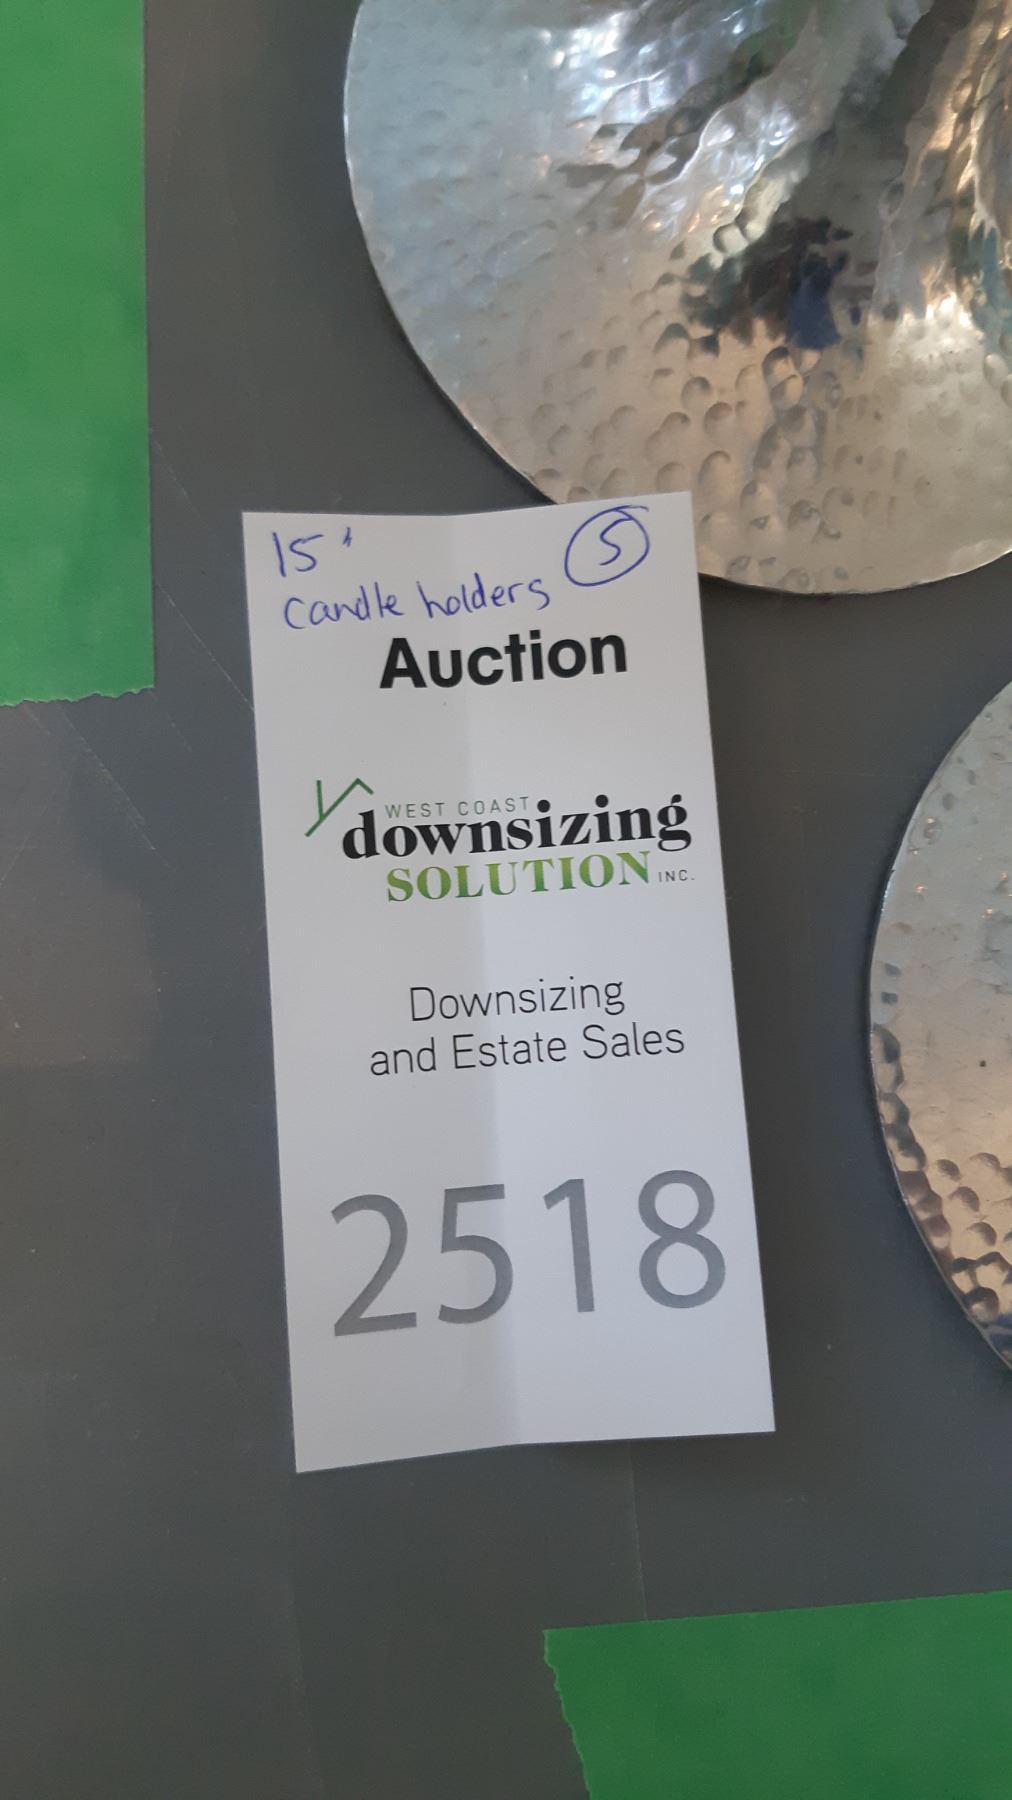 15"
candle holders
5
Auction
WEST COAST
downsizing
SOLUTION INC.
Downsizing
and Estate Sales
2518